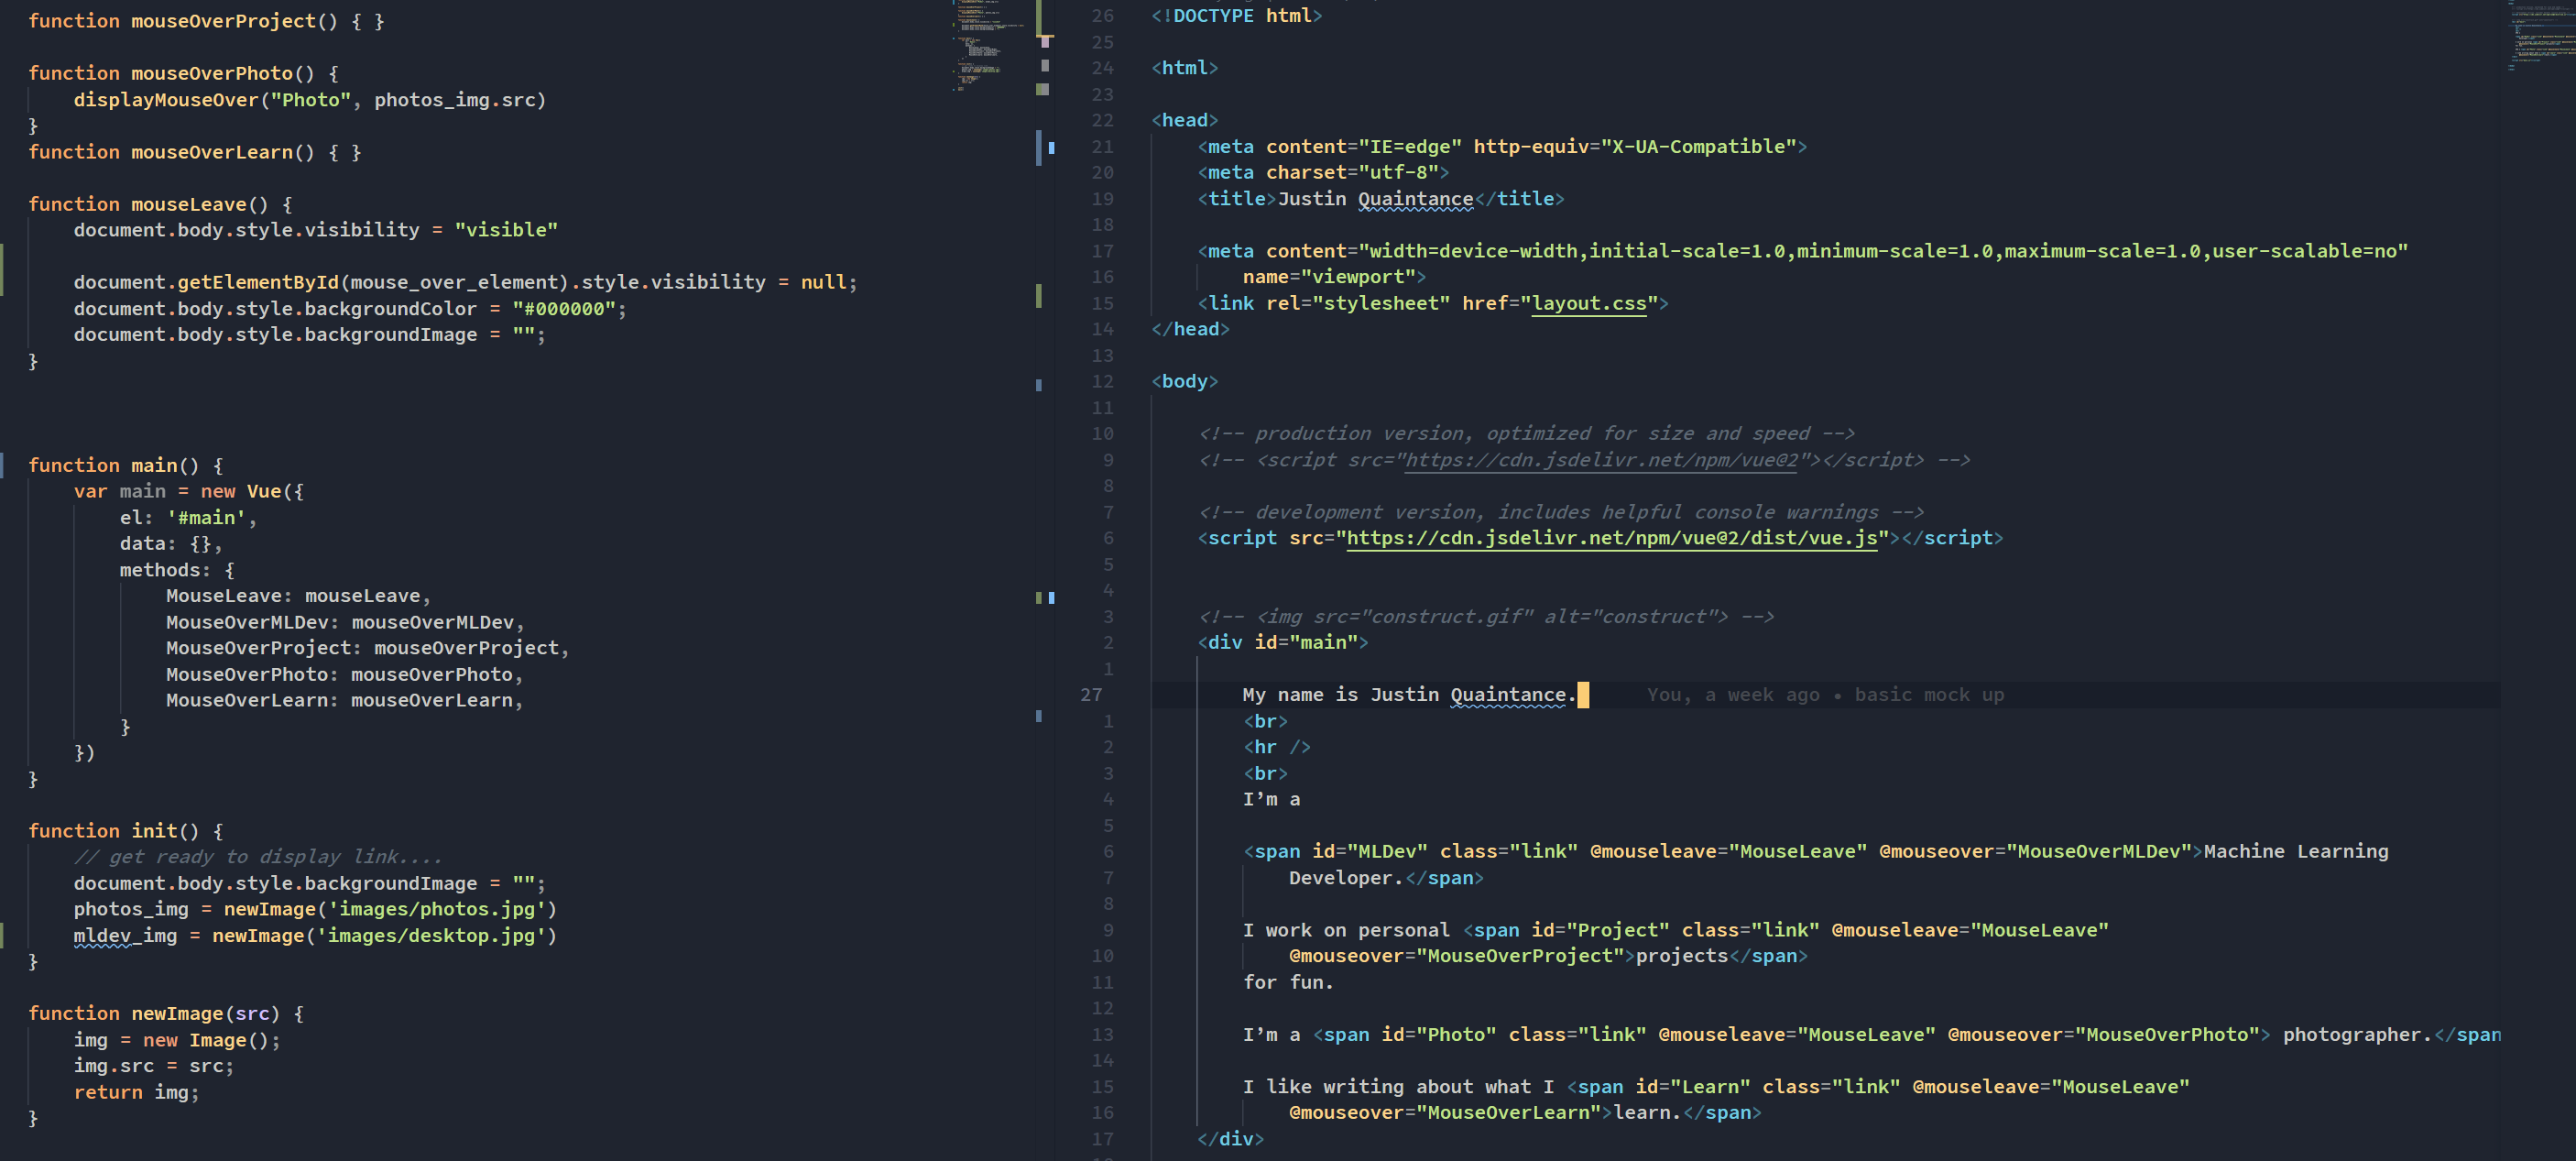 function mouseOverProject() { }
function mouseOverPhoto() {
displayMouseOver("Photo", photos_img.src)
}
function mouseOverLearn() { }
function mouseLeave() {
document.body.style.visibility = "visible"
document.getElementById(mouse_over_element).style.visibility = null;
document.body.style.backgroundColor = "#000000";
document.body.style.backgroundImage = "";
}
function main() {
var main = new Vue({
el: '#main',
data: {},
methods: {
MouseLeave: mouseLeave,
MouseOverMLDev: mouseOverMLDev,
MouseOverProject: mouseOverProject,
MouseOverPhoto: mouseOverPhoto,
MouseOverLearn: mouseOverLearn,
}
})
}
function init() {
// get ready to display link....
document.body.style.backgroundImage = "";
photos_img = newImage('images/photos.jpg')
mldev_img = newImage('images/desktop.jpg')
}
function newImage(src) {
img = new Image();
img.src = src;
return img;
}
26 <!DOCTYPE html>
25
24 <html>
23
22 <head>
21 <meta content="IE=edge" http-equiv="X-UA-Compatible">
20 <meta charset="utf-8">
19 <title>Justin Quaintance</title>
18
17 <meta content="width=device-width,initial-scale=1.0,minimum-scale=1.0,maximum-scale=1.0,user-scalable=no"
16 name="viewport">
15 <link rel="stylesheet" href="layout.css">
14 </head>
13
12 <body>
11
10 <!-- production version, optimized for size and speed -->
9 <!-- <script src="https://cdn.jsdelivr.net/npm/vue@2"></script> -->
8
7 <!-- development version, includes helpful console warnings -->
6 <script src="https://cdn.jsdelivr.net/npm/vue@2/dist/vue.js"></script>
5
4
3 <!-- <img src="construct.gif" alt="construct"> -->
2 <div id="main">
1
27 My name is Justin Quaintance. You, a week ago • basic mock up
1 <br>
2 <hr />
3 <br>
4 I’m a
5
6 <span id="MLDev" class="link" @mouseleave="MouseLeave" @mouseover="MouseOverMLDev">Machine Learning
7 Developer.</span>
8
9 I work on personal <span id="Project" class="link" @mouseleave="MouseLeave"
10 @mouseover="MouseOverProject">projects</span>
11 for fun.
12
13 I’m a <span id="Photo" class="link" @mouseleave="MouseLeave" @mouseover="MouseOverPhoto"> photographer.</span
14
15 I like writing about what I <span id="Learn" class="link" @mouseleave="MouseLeave"
16 @mouseover="MouseOverLearn">learn.</span>
17 </div>